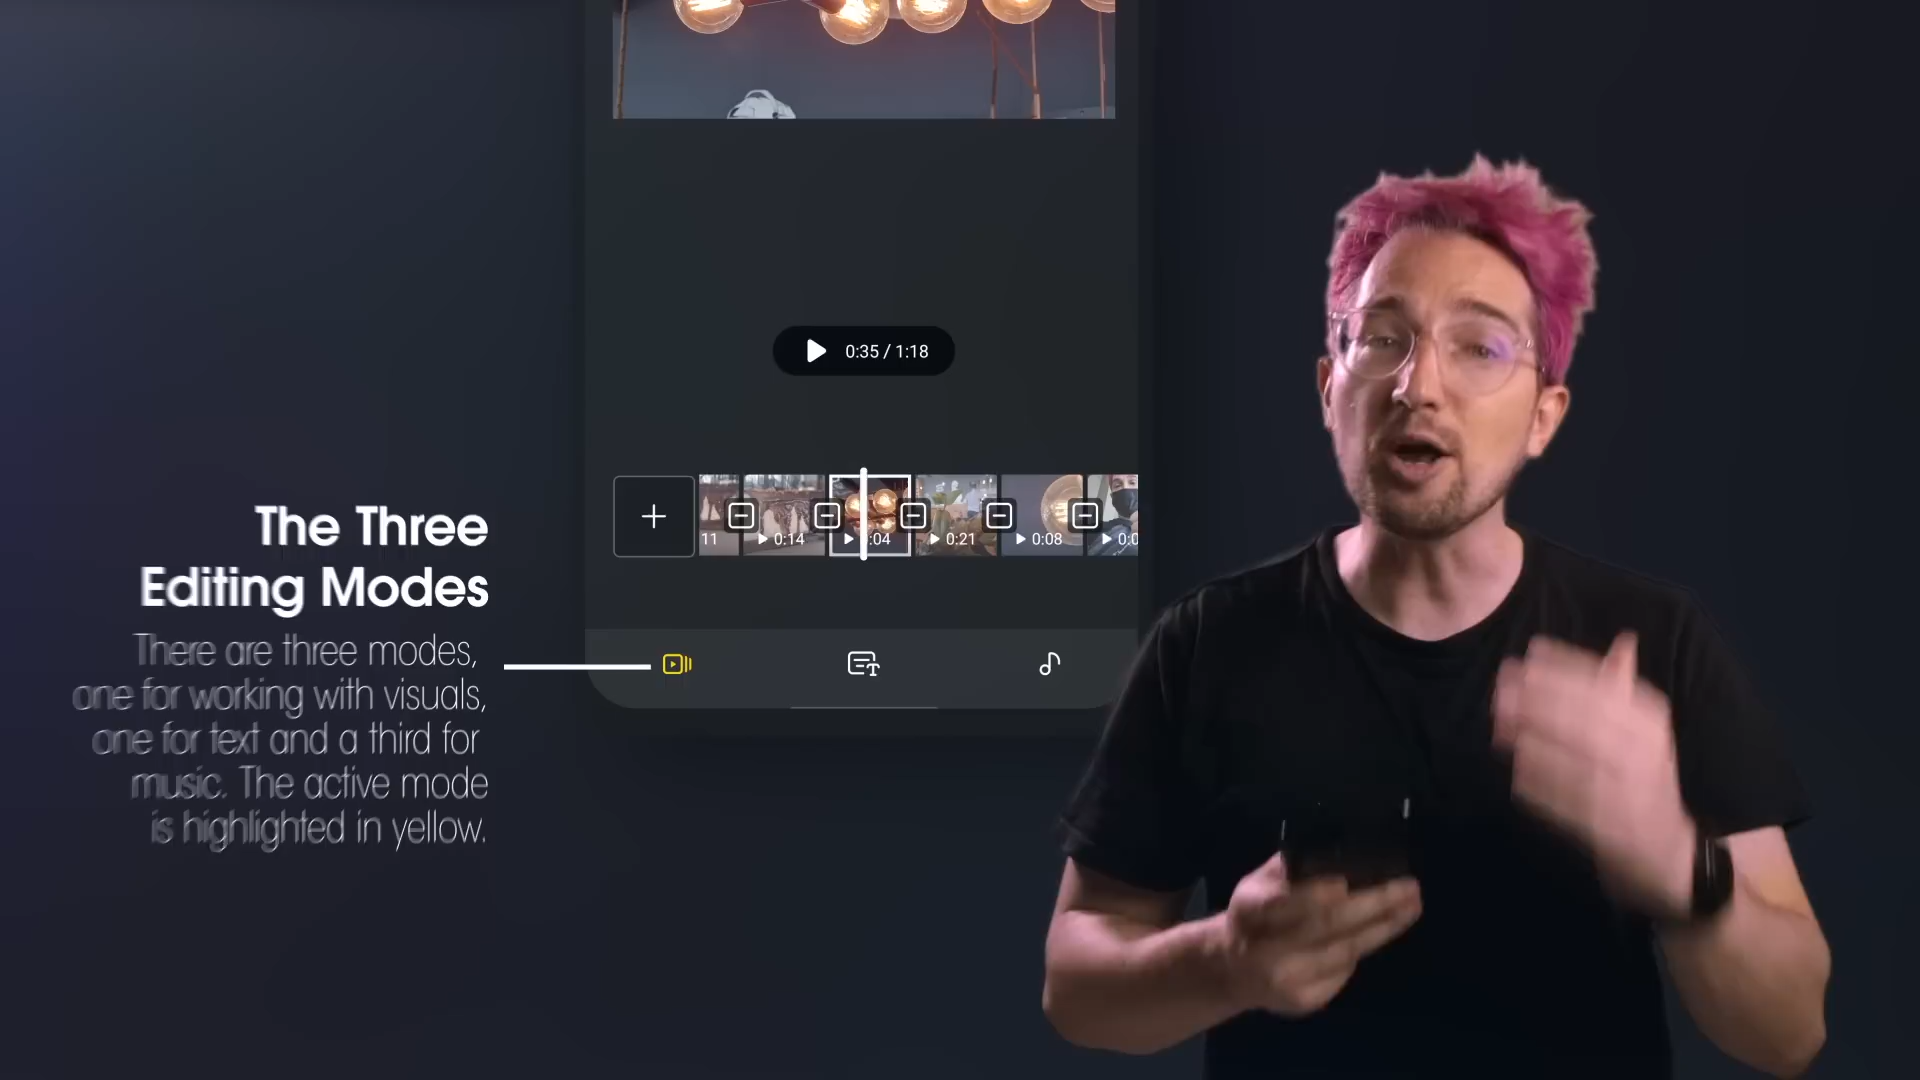 0:35 / 1:18
11
0:14
:04
0:21
0:08
0:0
The Three
Editing Modes
There are three modes,
one for working with visuals,
one for text and a third for
music. The active mode
is highlighted in yellow.